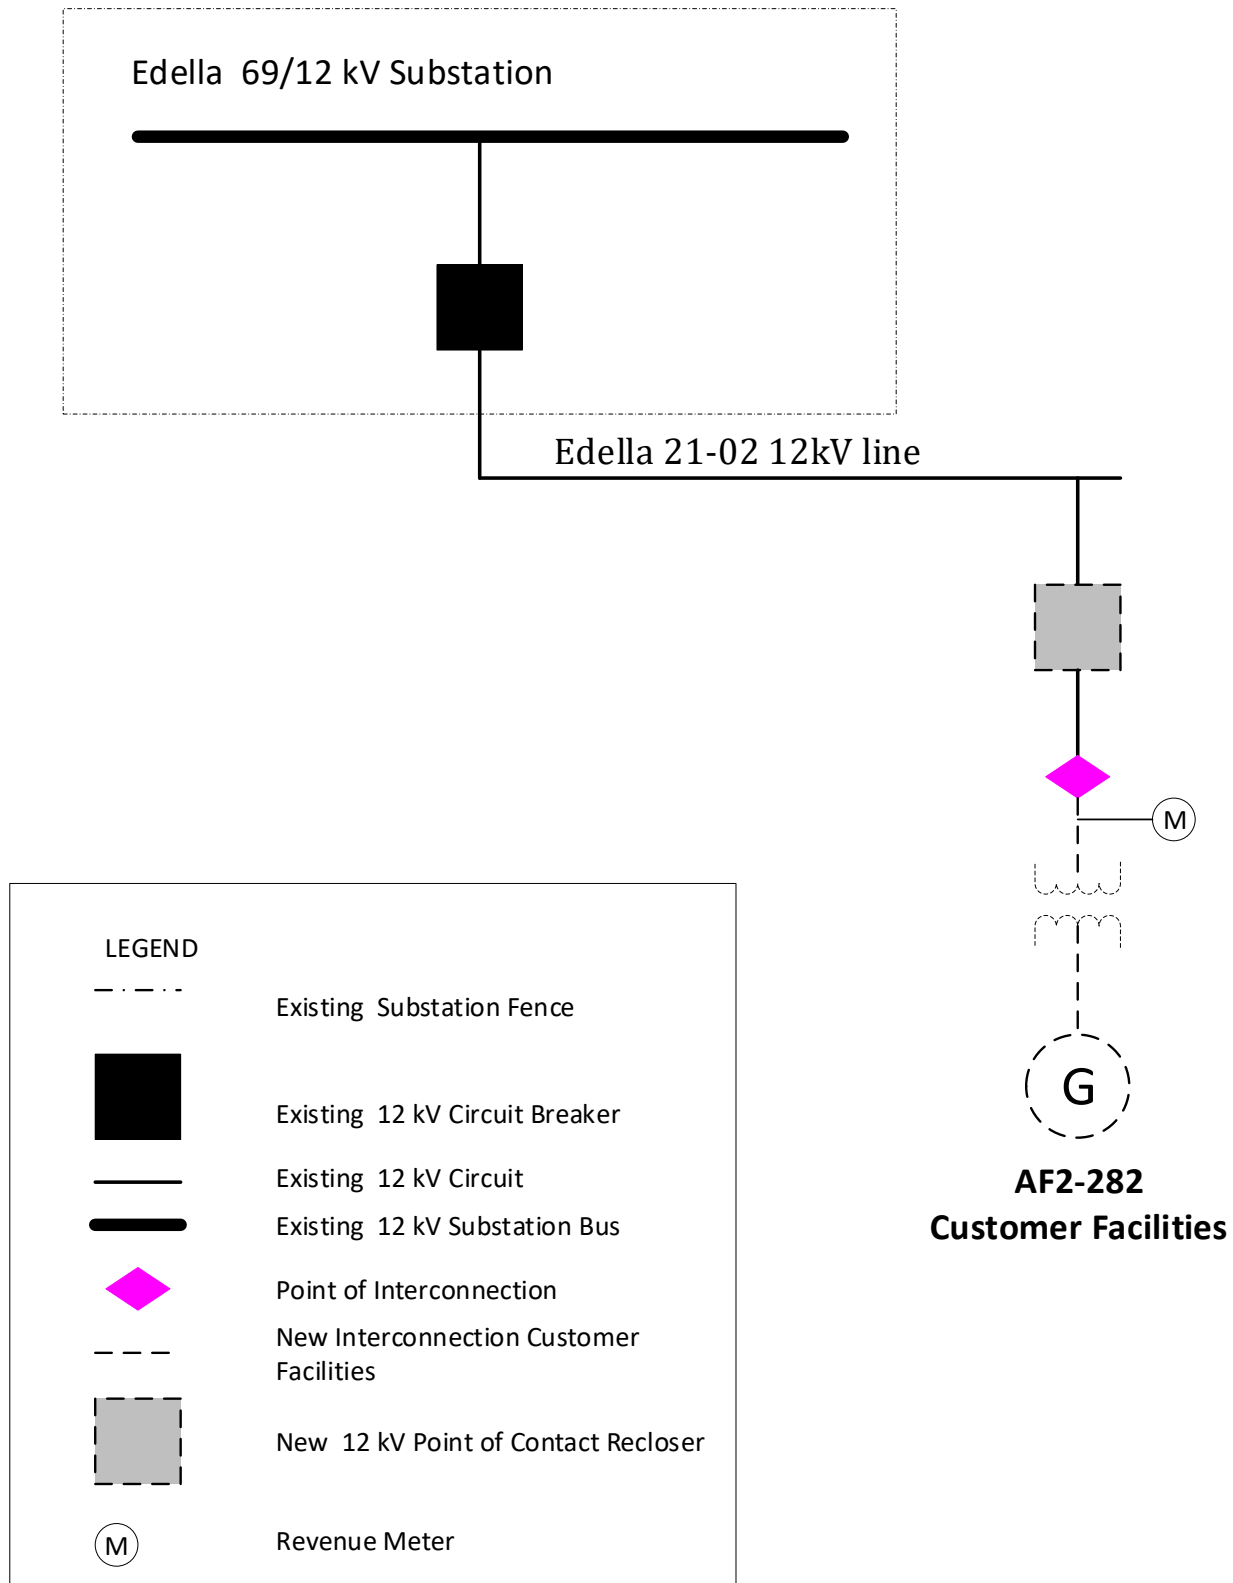 Edella 69/12 kV Substation
Edella 21-02 12kV line
M
G
AF2-282
Customer Facilities
LEGEND
Existing Substation Fence
Existing 12 kV Circuit Breaker
Existing 12 kV Circuit
Existing 12 kV Substation Bus
Point of Interconnection
New Interconnection Customer
Facilities
New 12 kV Point of Contact Recloser
M
Revenue Meter